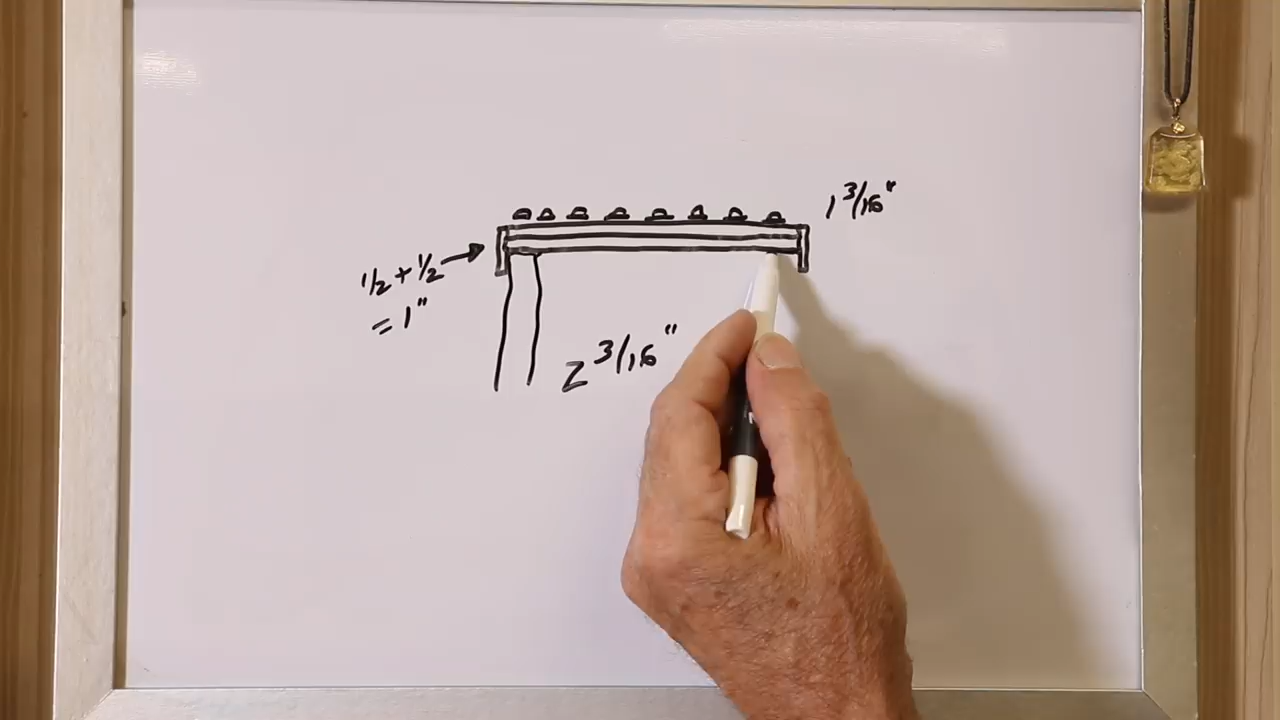 1 3/16"
1/2 + 1/2
= 1"
2 3/16"